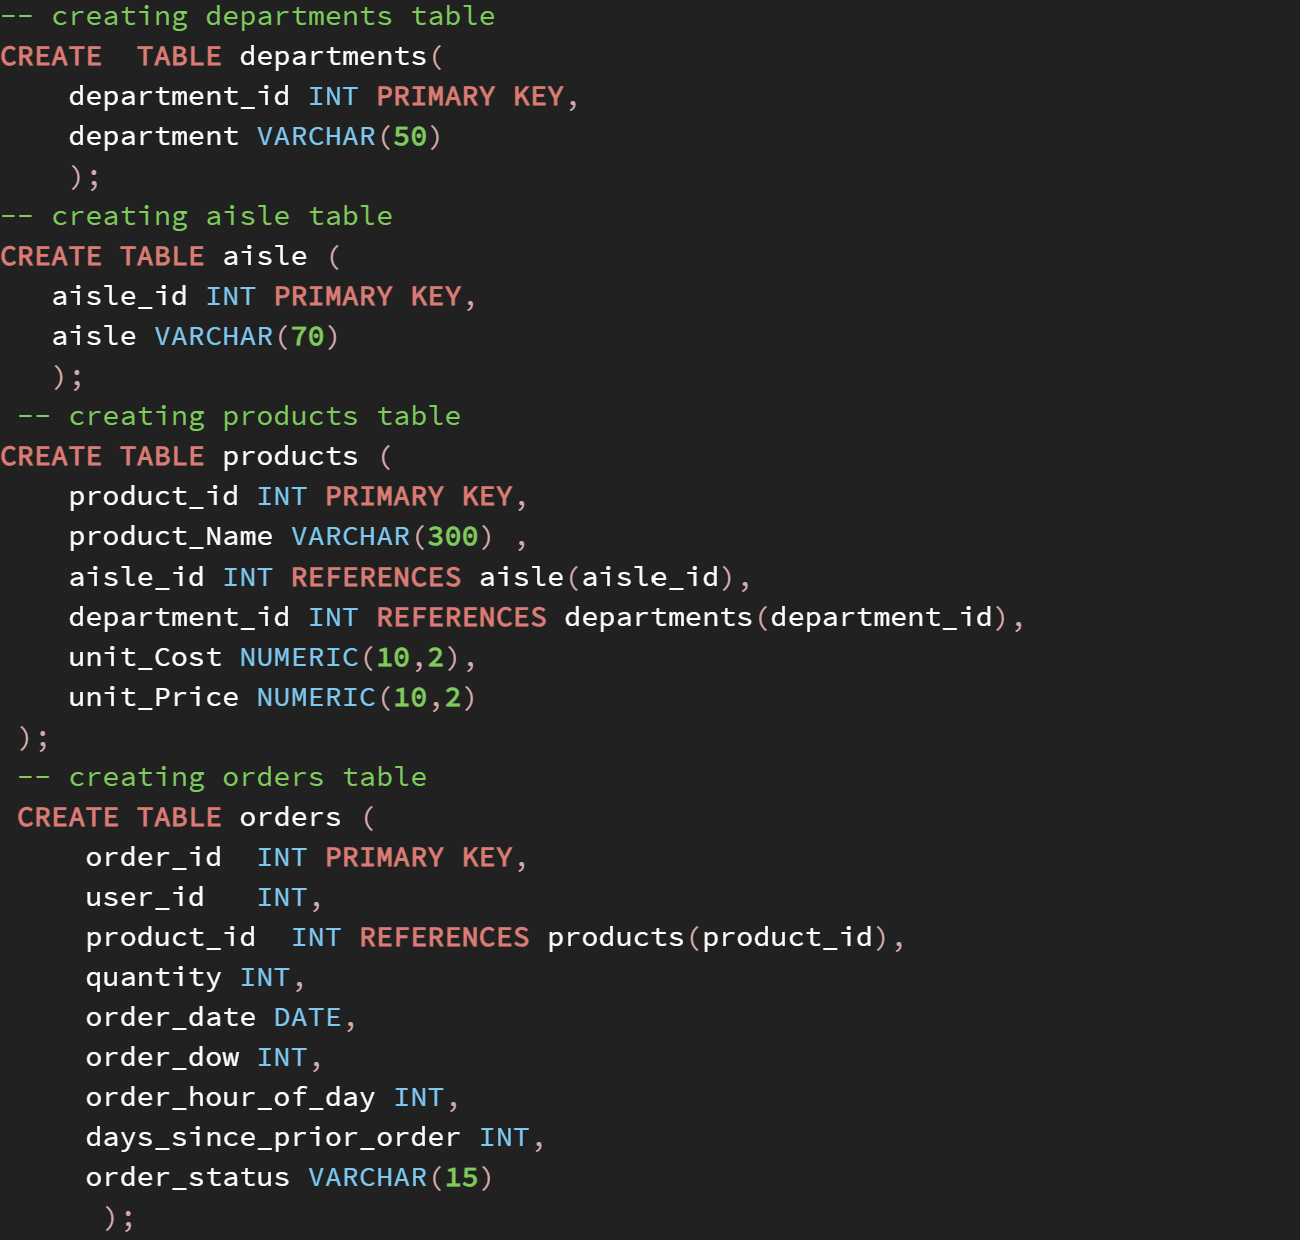 -- creating departments table
CREATE  TABLE departments(
    department_id INT PRIMARY KEY,
    department VARCHAR(50)
    );
-- creating aisle table
CREATE TABLE aisle (
   aisle_id INT PRIMARY KEY,
   aisle VARCHAR(70)
   );
 -- creating products table
CREATE TABLE products (
    product_id INT PRIMARY KEY,
    product_Name VARCHAR(300) ,
    aisle_id INT REFERENCES aisle(aisle_id),
    department_id INT REFERENCES departments(department_id),
    unit_Cost NUMERIC(10,2),
    unit_Price NUMERIC(10,2)
 );
 -- creating orders table
 CREATE TABLE orders (
     order_id  INT PRIMARY KEY,
     user_id   INT,
     product_id  INT REFERENCES products(product_id),
     quantity INT,
     order_date DATE,
     order_dow INT,
     order_hour_of_day INT,
     days_since_prior_order INT,
     order_status VARCHAR(15)
      );